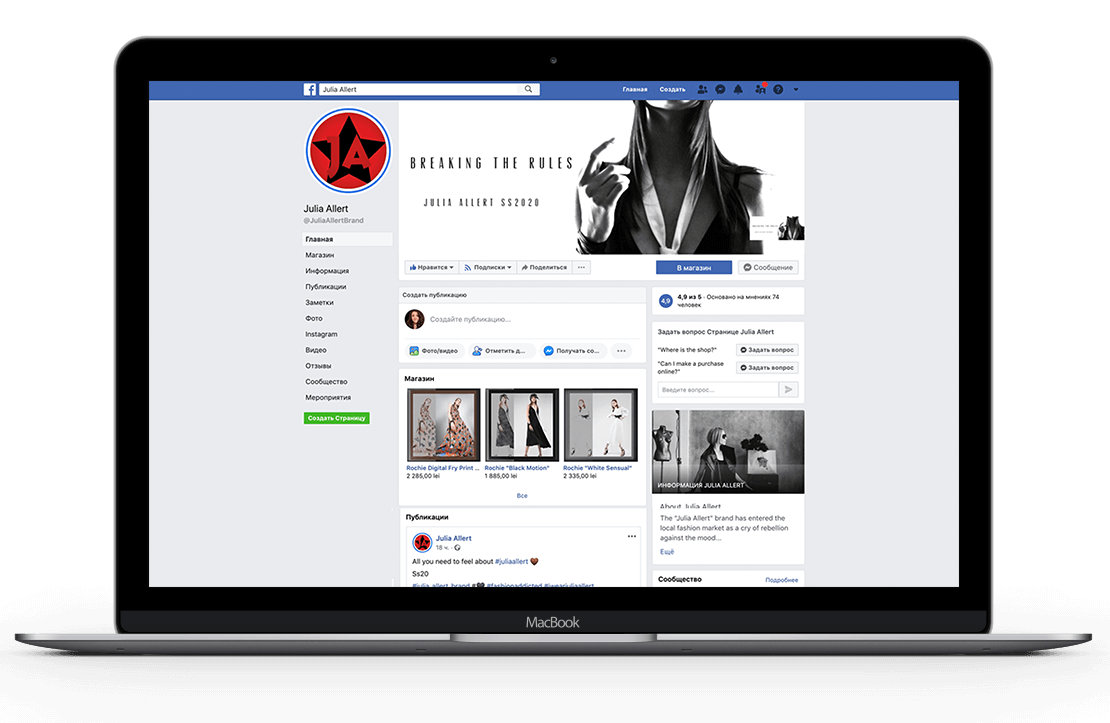 Julia Allert
Главная Создать
JA
BREAKING THE RULES
JULIA ALLERT SS2020
Julia Allert
@JuliaAllertBrand
Главная
Магазин
Информация
Публикации
Заметки
Фото
Instagram
Видео
Отзывы
Сообщество
Мероприятия
Создать Страницу
Нравится Подписки Поделиться ...
В магазин Сообщение
Создать публикацию
Создайте публикацию...
Фото/видео Отметить д... Получать со... ...
Магазин
Rochie Digital Fry Print ...
2 285,00 lei
Rochie "Black Motion"
1 885,00 lei
Rochie "White Sensual"
2 335,00 lei
Все
Публикации
Julia Allert
18 ч. ·
All you need to feel about #juliaallert
Ss20
#julia_allert_brand #🖤 #fashionaddicted #iwearjuliaallert
4,9
4,9 из 5 · Основано на мнениях 74
человек
Задать вопрос Странице Julia Allert
"Where is the shop?" Задать вопрос
"Can I make a purchase
online?" Задать вопрос
Введите вопрос...
ИНФОРМАЦИЯ JULIA ALLERT
About Julia Allert
The "Julia Allert" brand has entered the
local fashion market as a cry of rebellion
against the mood...
Ещё
Сообщество Подробнее
MacBook